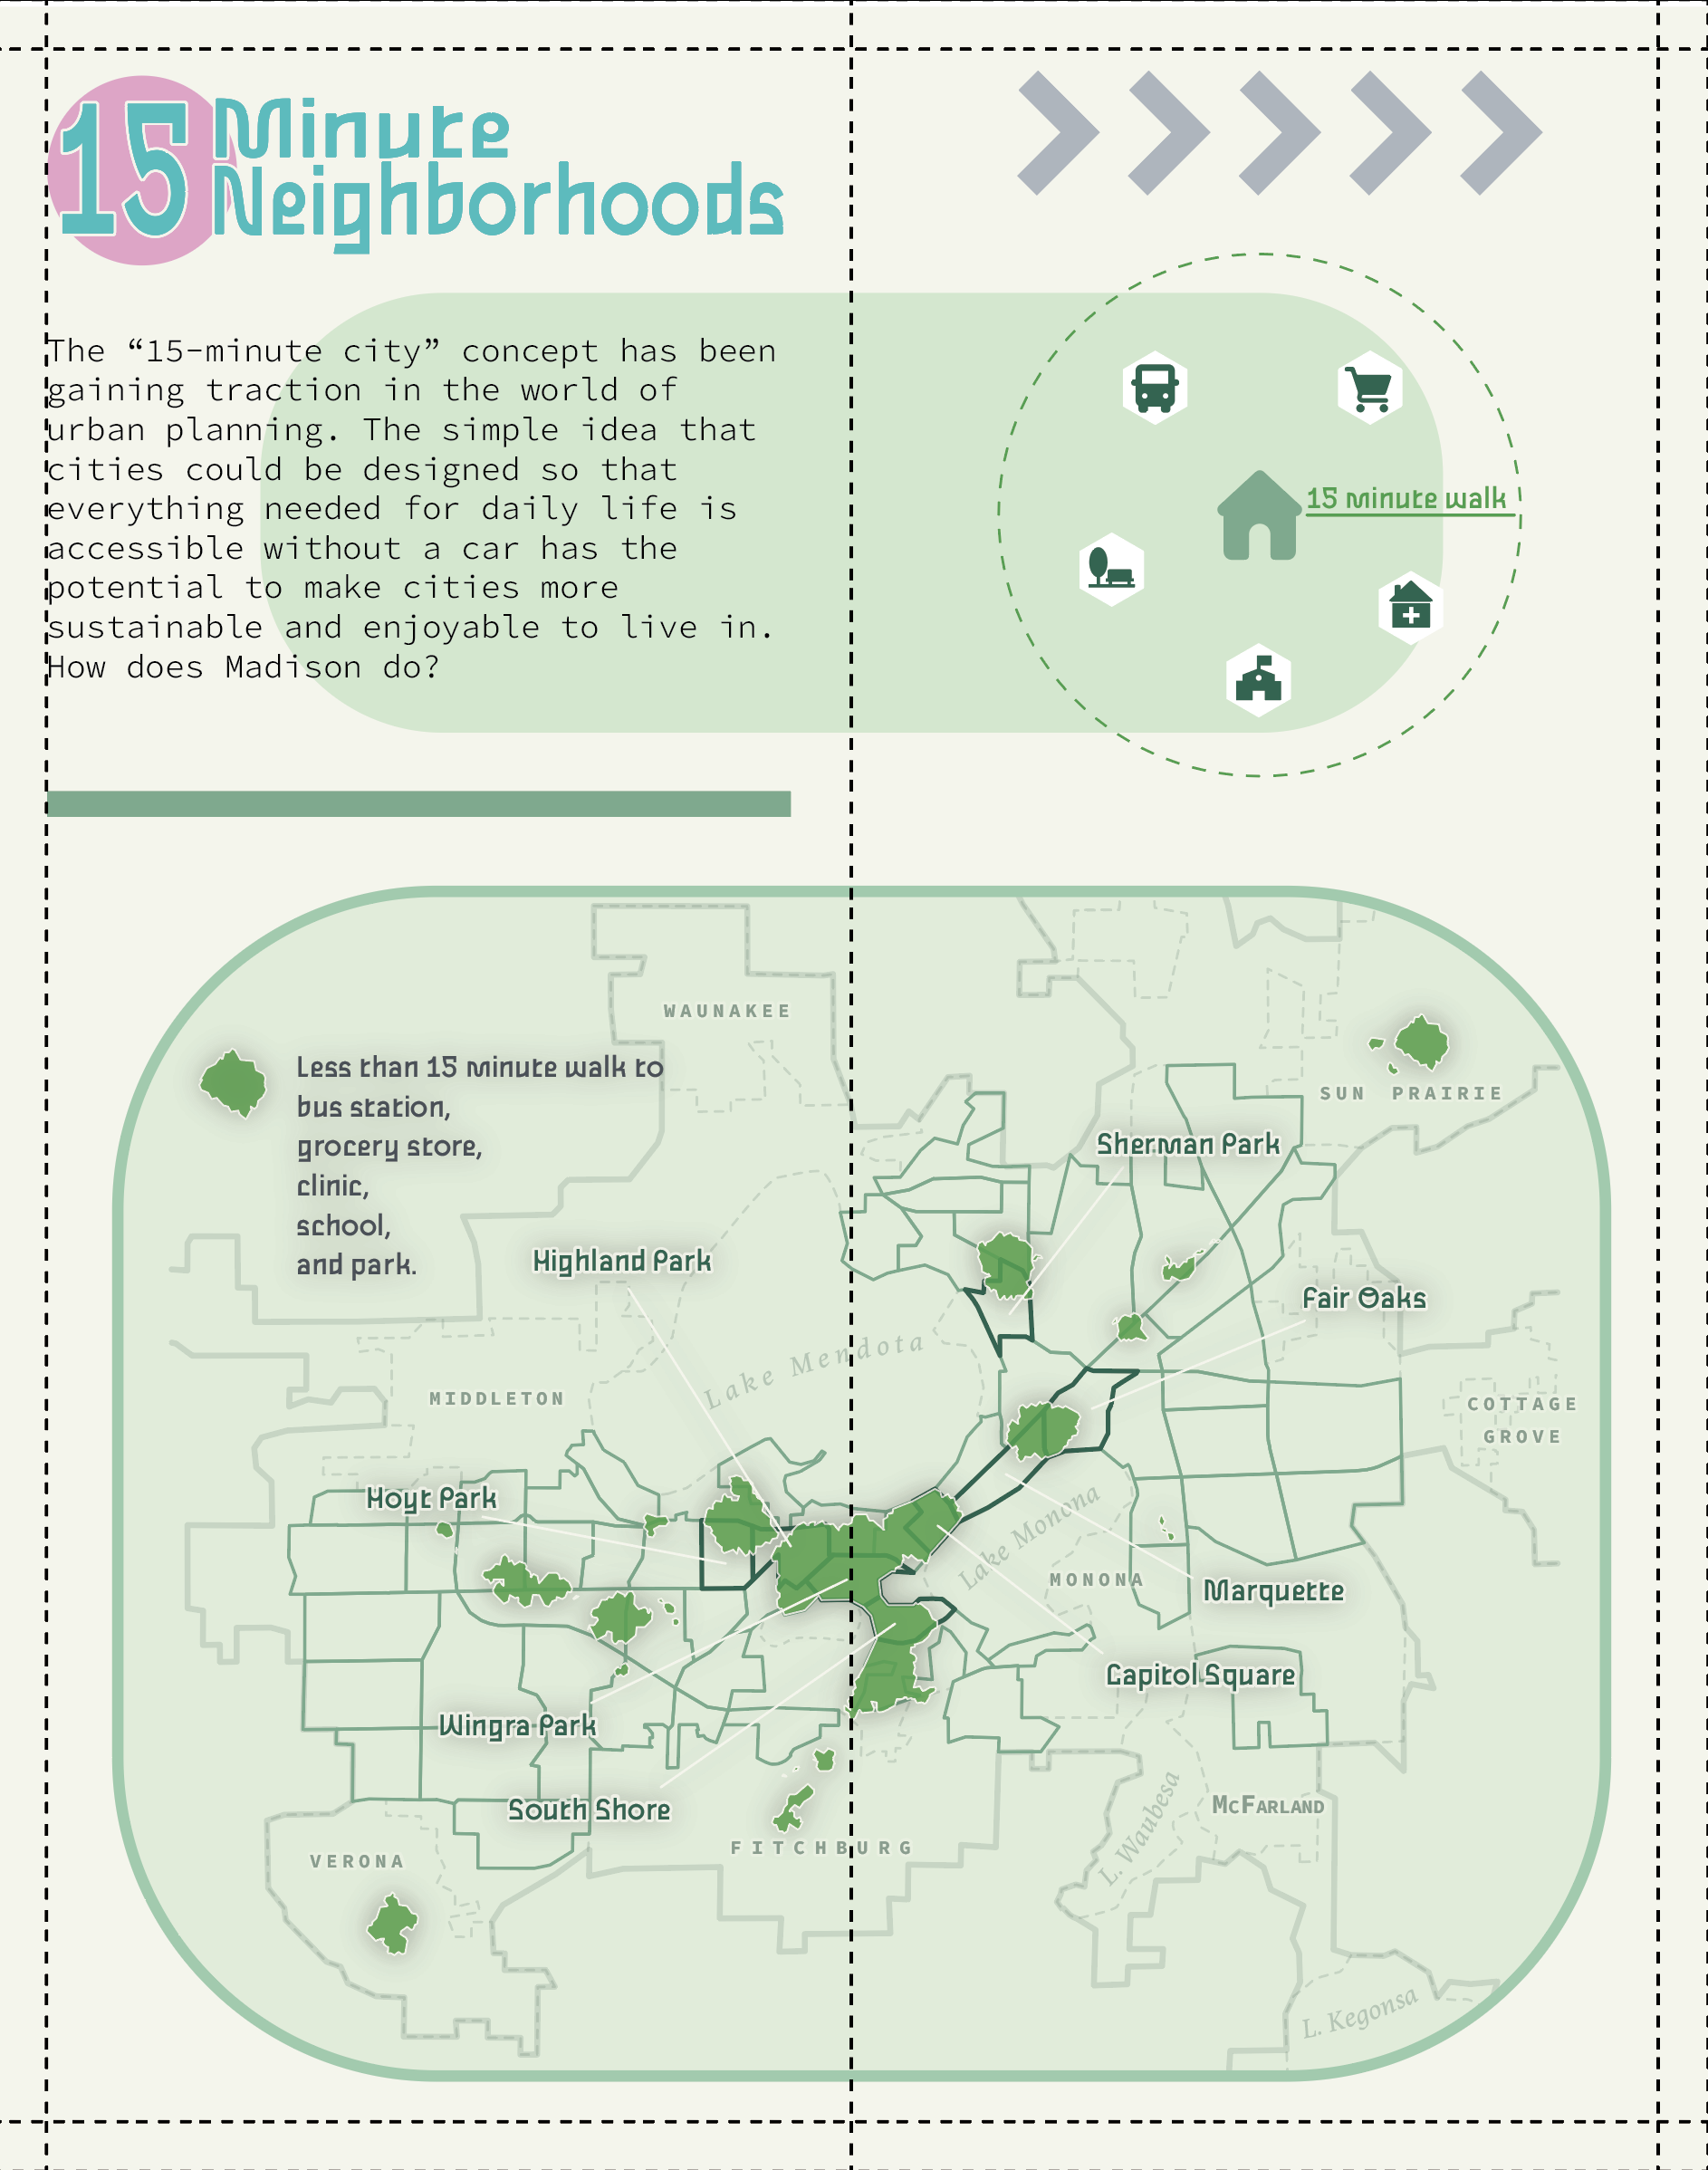 15 Minute
Neighborhoods
The “15-minute city” concept has been
gaining traction in the world of
urban planning. The simple idea that
cities could be designed so that
everything needed for daily life is
accessible without a car has the
potential to make cities more
sustainable and enjoyable to live in.
How does Madison do?
15 minute walk
WAUNAKEE
Less than 15 minute walk to
bus station,
grocery store,
clinic,
school,
and park.
SUN PRAIRIE
Sherman Park
Highland Park
Fair Oaks
Lake Mendota
MIDDLETON
COTTAGE
GROVE
Hoyt Park
Lake Monona
MONONA
Marquette
Capitol Square
Wingra Park
South Shore
L. Waubesa
McFARLAND
FITCHBURG
VERONA
L. Kegonsa